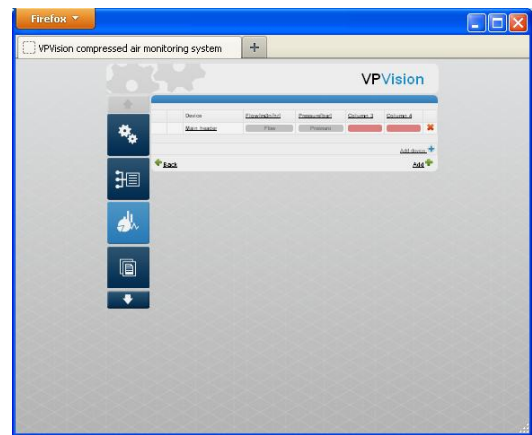 Firefox
VPVision compressed air monitoring system
VPVision
Device Flow[m3n/hr] Pressure[bar] Column 3 Column 4
Main header Flow Pressure
Add device
Back Add